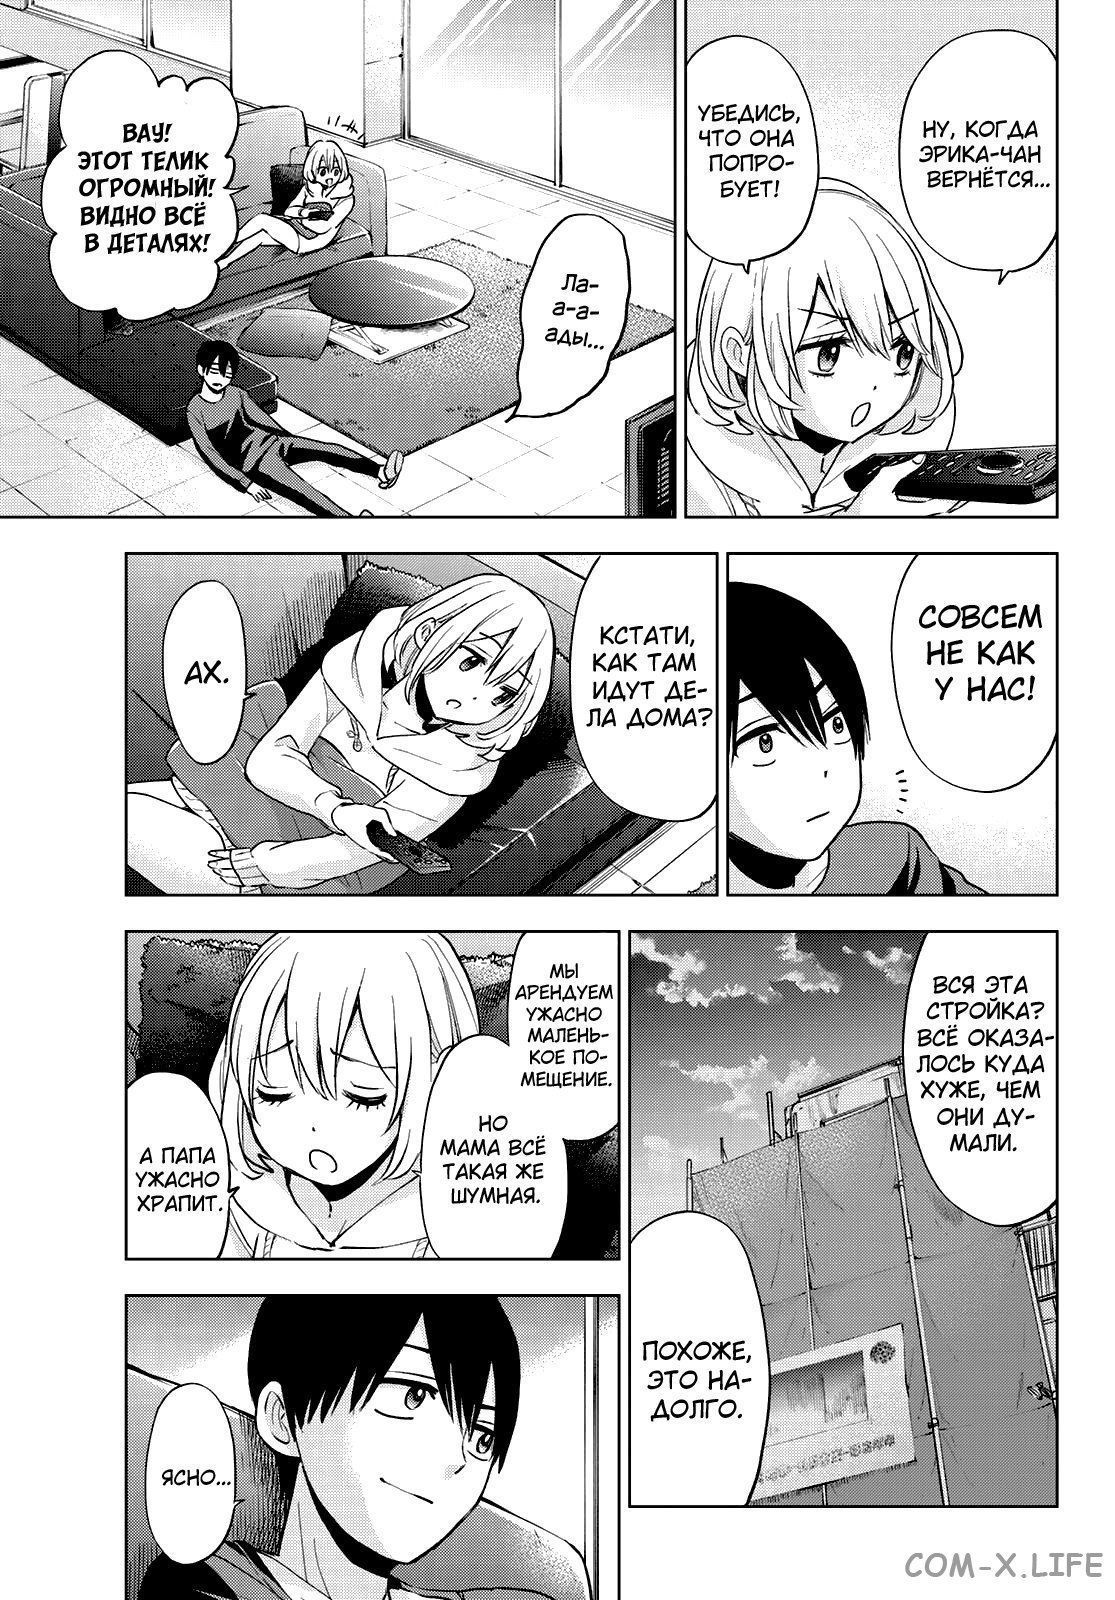 НУ, КОГДА
ЭРИКА-ЧАН
ВЕРНЁТСЯ...
УБЕДИСЬ,
ЧТО ОНА
ПОПРО-
БУЕТ!
Ла-
а-а-
ады...
ВАУ!
ЭТОТ ТЕЛИК
ОГРОМНЫЙ!
ВИДНО ВСЁ
В ДЕТАЛЯХ!
СОВСЕМ
НЕ КАК
У НАС!
КСТАТИ,
КАК ТАМ
ИДУТ ДЕ-
ЛА ДОМА?
АХ.
ВСЯ ЭТА
СТРОЙКА?
ВСЁ ОКАЗА-
ЛОСЬ КУДА
ХУЖЕ, ЧЕМ
ОНИ ДУ-
МАЛИ.
ПОХОЖЕ,
ЭТО НА-
ДОЛГО.
МЫ
АРЕНДУЕМ
УЖАСНО
МАЛЕНЬ-
КОЕ ПО-
МЕЩЕНИЕ.
НО
МАМА ВСЁ
ТАКАЯ ЖЕ
ШУМНАЯ.
А ПАПА
УЖАСНО
ХРАПИТ.
ЯСНО...
COM-X.LIFE